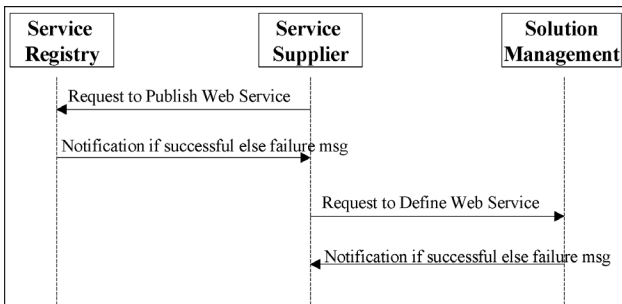 Service Registry
Service Supplier
Solution Management
Request to Publish Web Service
Notification if successful else failure msg
Request to Define Web Service
Notification if successful else failure msg